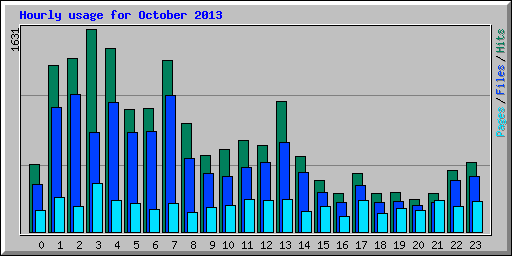 Hourly usage for October 2013
1631
Pages/Files/Hits
0 1 2 3 4 5 6 7 8 9 10 11 12 13 14 15 16 17 18 19 20 21 22 23